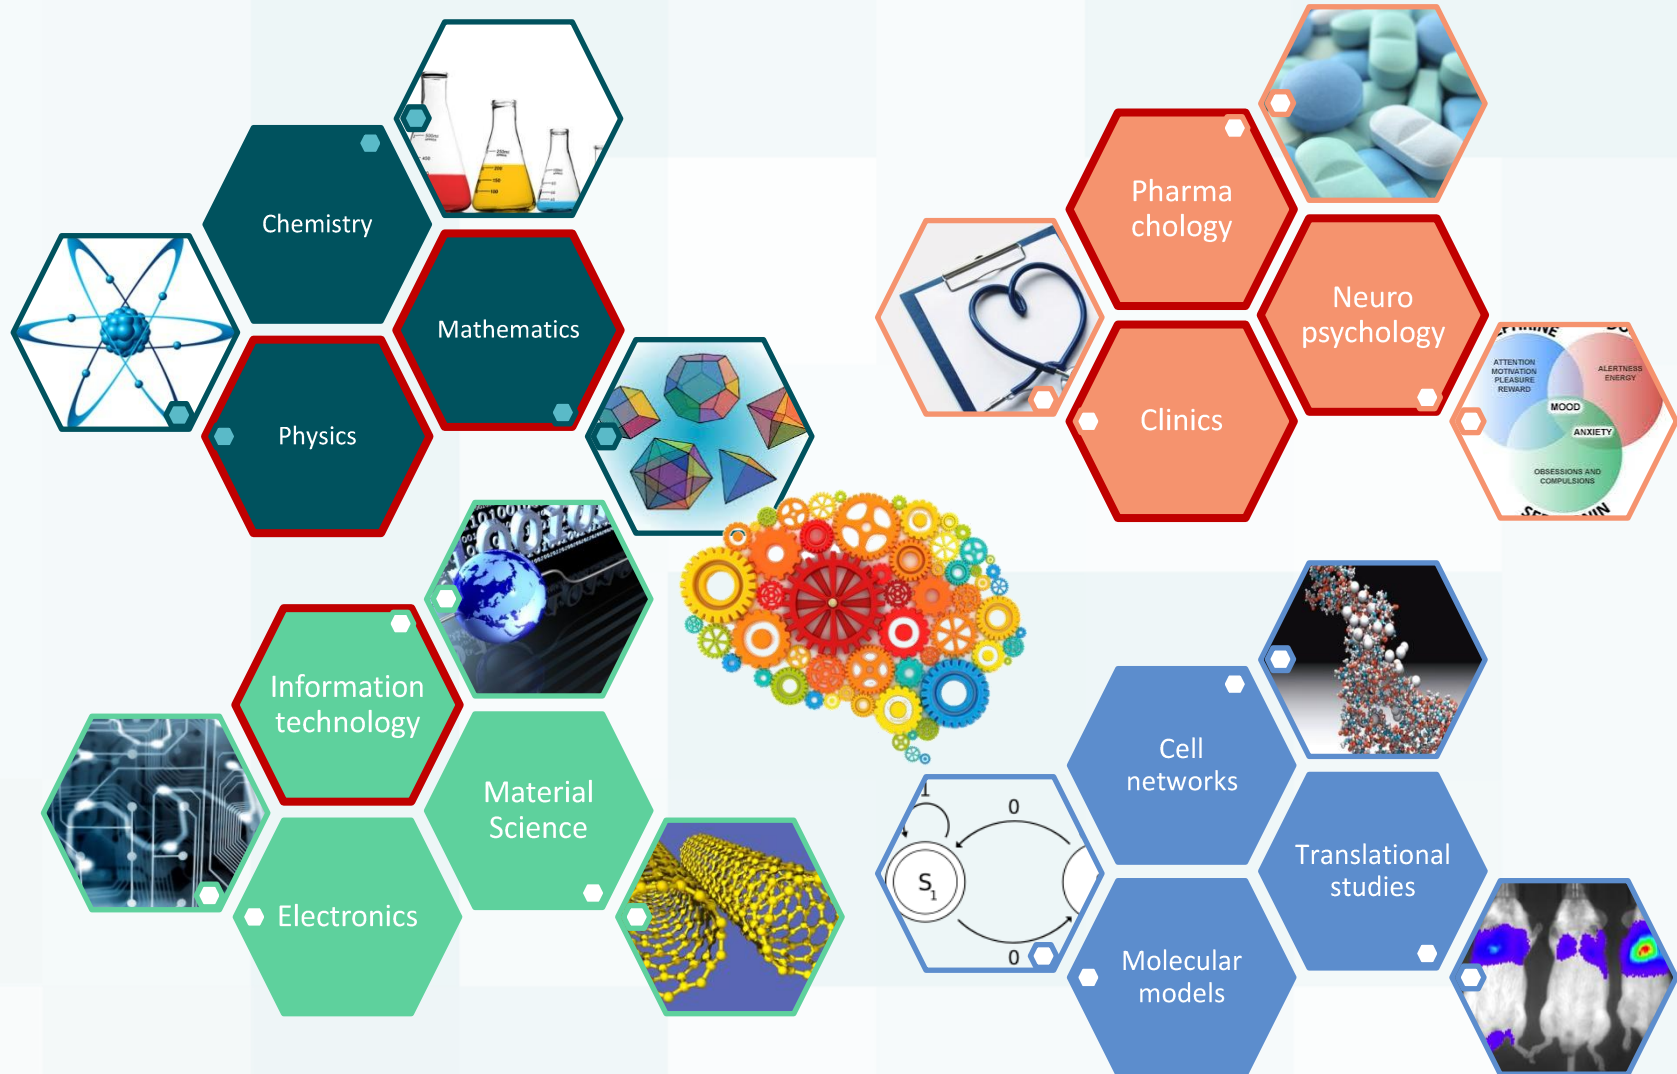 Chemistry
Mathematics
Physics
Pharma
chology
Neuro
psychology
Clinics
ATTENTION
MOTIVATION
PLEASURE
REWARD
ALERTNESS
ENERGY
MOOD
ANXIETY
OBSESSIONS AND
COMPULSIONS
Information
technology
Material
Science
Electronics
Cell
networks
Translational
studies
Molecular
models
1
0
S1
0